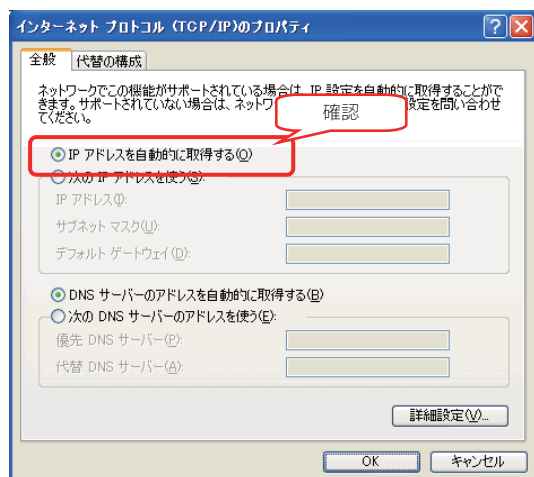 インターネット プロトコル (TCP/IP)のプロパティ
全般 代替の構成
ネットワークでこの機能がサポートされている場合は、IP 設定を自動的に取得することがで
きます。サポートされていない場合は、ネットワ 設定を問い合わせ
てください。
確認
IP アドレスを自動的に取得する(O)
次の IP アドレスを使う(S):
IP アドレス(I):
サブネット マスク(U):
デフォルト ゲートウェイ(D):
DNS サーバーのアドレスを自動的に取得する(B)
次の DNS サーバーのアドレスを使う(E):
優先 DNS サーバー(P):
代替 DNS サーバー(A):
詳細設定(V)...
OK キャンセル